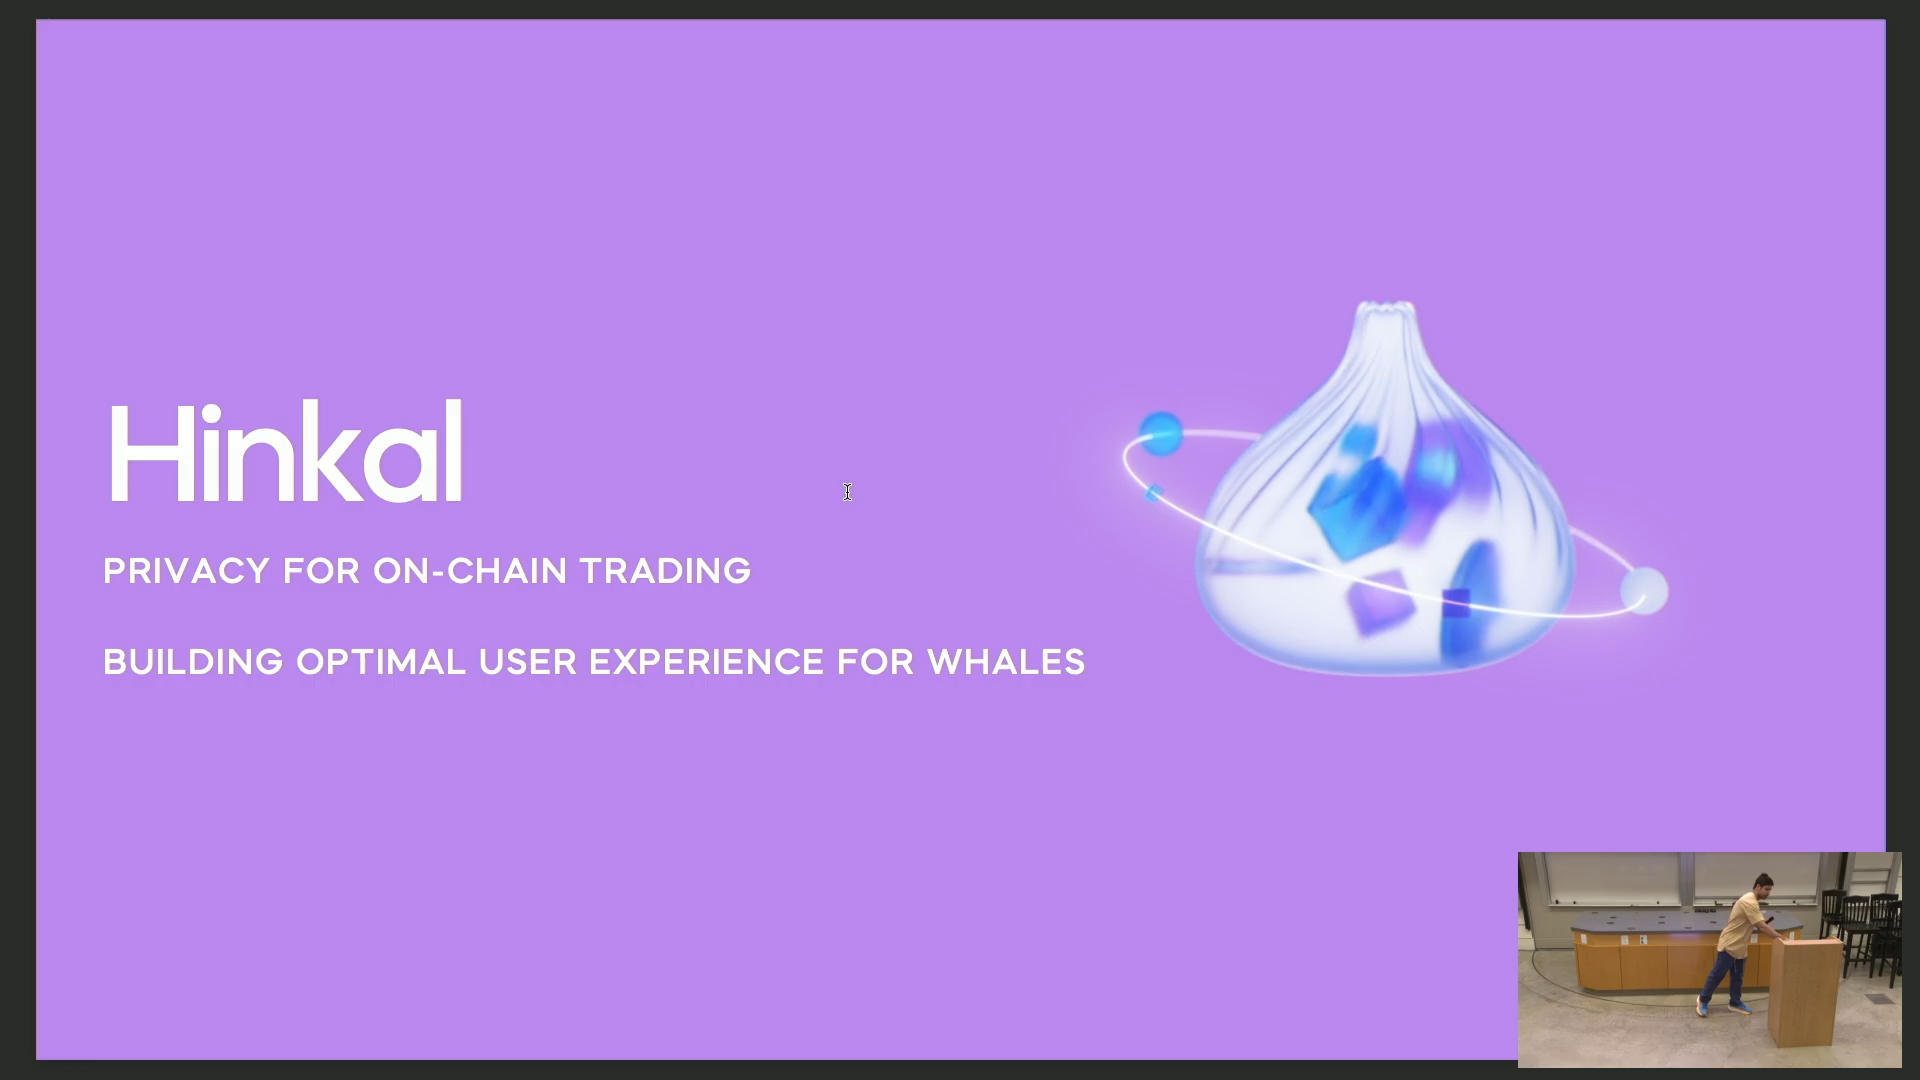 Hinkal
PRIVACY FOR ON-CHAIN TRADING
BUILDING OPTIMAL USER EXPERIENCE FOR WHALES